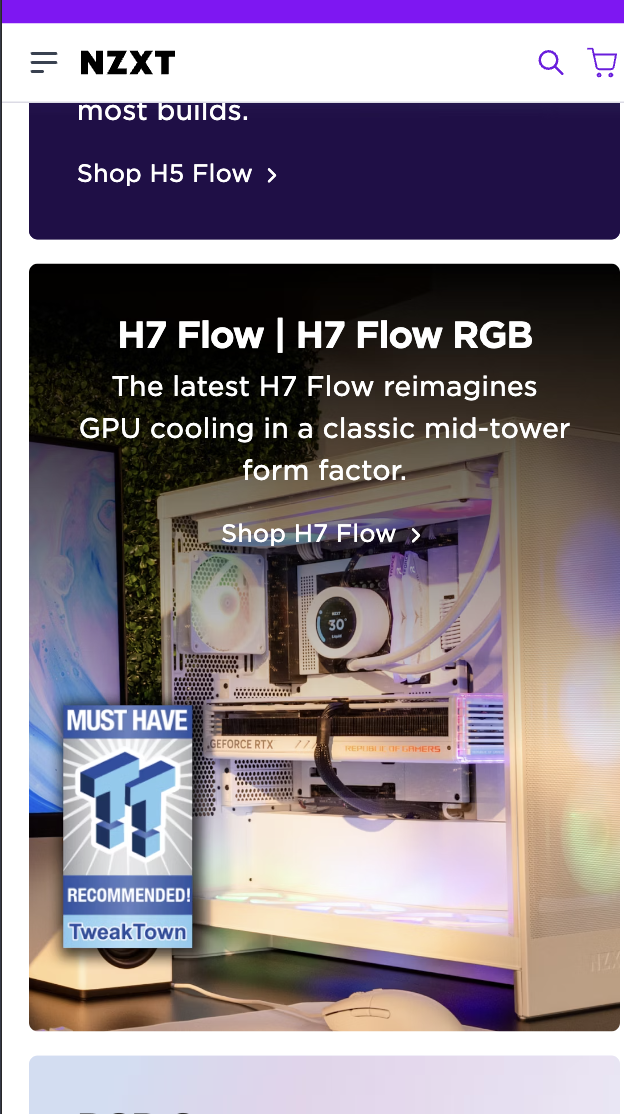 NZXT
most builds.
Shop H5 Flow
H7 Flow | H7 Flow RGB
The latest H7 Flow reimagines
GPU cooling in a classic mid-tower
form factor.
Shop H7 Flow
NZXT
30°
GEFORCE RTX
REPUBLIC OF GAMERS
MUST HAVE
TT
RECOMMENDED!
TweakTown
NZXT